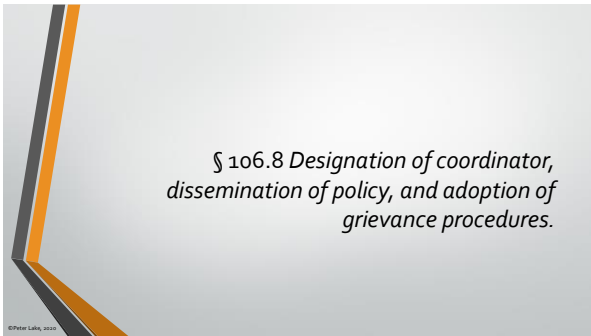 § 106.8 Designation of coordinator,
dissemination of policy, and adoption of
grievance procedures.
©Peter Lake, 2020